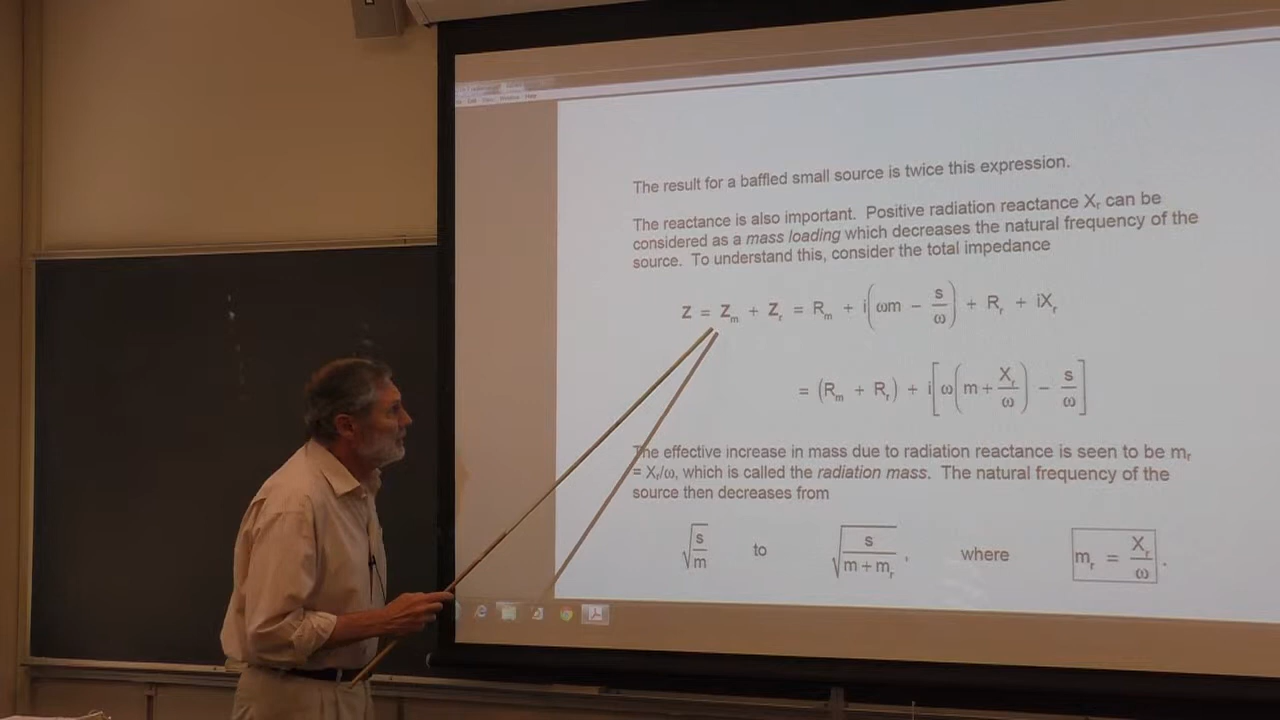 Edit View Window Help
The result for a baffled small source is twice this expression.
The reactance is also important. Positive radiation reactance Xᵣ can be
considered as a mass loading which decreases the natural frequency of the
source. To understand this, consider the total impedance
Z = Zₘ + Zᵣ = Rₘ + i(ωm − s/ω) + Rᵣ + iXᵣ
= (Rₘ + Rᵣ) + i[ω(m + Xᵣ/ω) − s/ω]
The effective increase in mass due to radiation reactance is seen to be mᵣ
= Xᵣ/ω, which is called the radiation mass. The natural frequency of the
source then decreases from
√(s/m) to √(s/(m + mᵣ)) , where mᵣ = Xᵣ/ω .